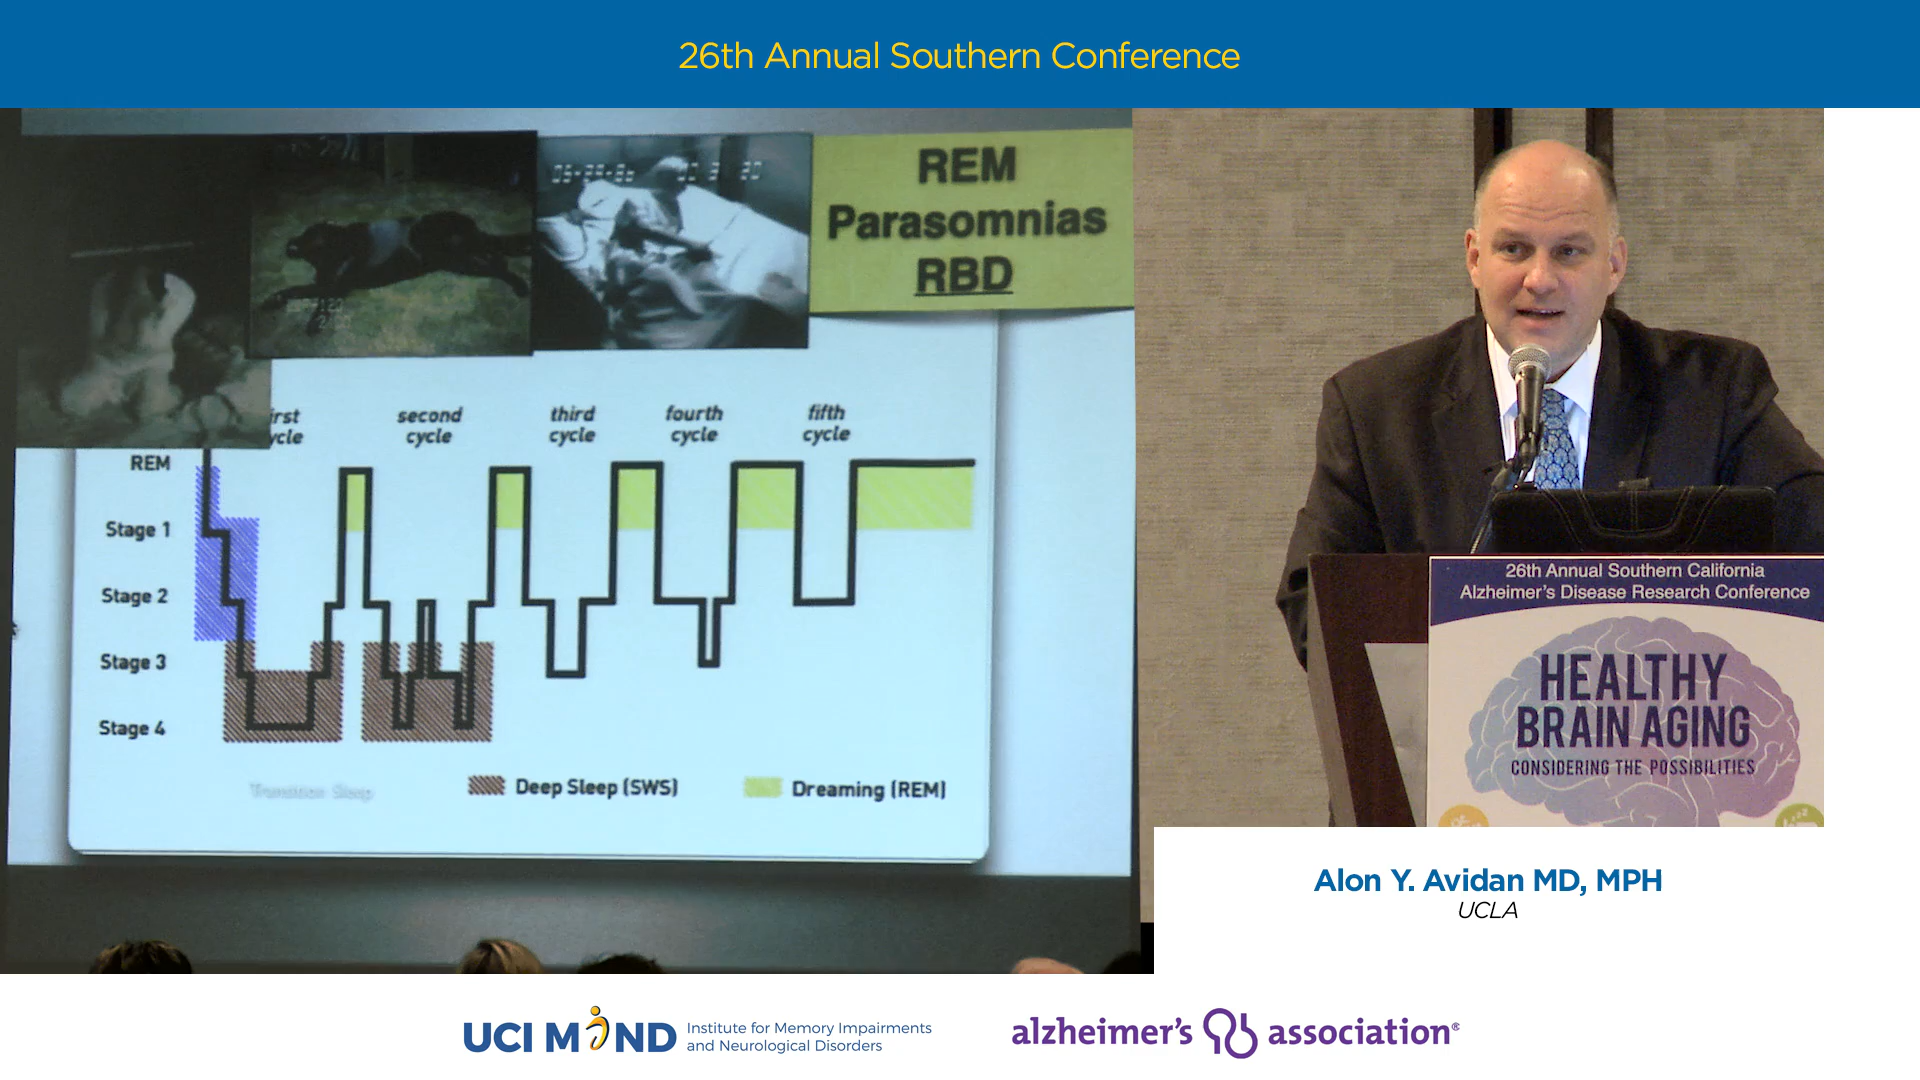 26th Annual Southern Conference
REM
Parasomnias
RBD
irst
ycle
second
cycle
third
cycle
fourth
cycle
fifth
cycle
REM
Stage 1
Stage 2
Stage 3
Stage 4
Transition Sleep
Deep Sleep (SWS)
Dreaming (REM)
26th Annual Southern California
Alzheimer's Disease Research Conference
HEALTHY
BRAIN AGING
CONSIDERING THE POSSIBILITIES
Alon Y. Avidan MD, MPH
UCLA
UCI MIND
Institute for Memory Impairments
and Neurological Disorders
alzheimer's association®